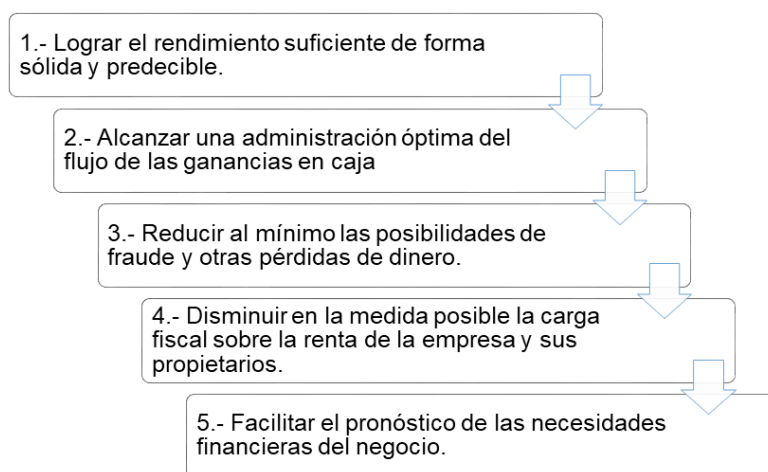 1.- Lograr el rendimiento suficiente de forma
sólida y predecible.
2.- Alcanzar una administración óptima del
flujo de las ganancias en caja
3.- Reducir al mínimo las posibilidades de
fraude y otras pérdidas de dinero.
4.- Disminuir en la medida posible la carga
fiscal sobre la renta de la empresa y sus
propietarios.
5.- Facilitar el pronóstico de las necesidades
financieras del negocio.